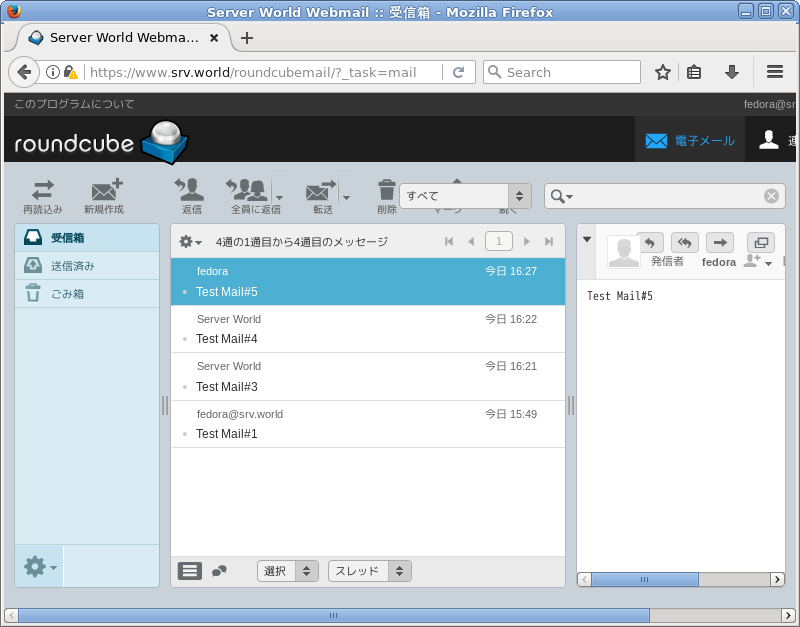 Server World Webmail :: 受信箱 - Mozilla Firefox
Server World Webma...
https://www.srv.world/roundcubemail/?_task=mail
Search
このプログラムについて
fedora@sr
roundcube
電子メール
再読込み
新規作成
返信
全員に返信
転送
削除
すべて
受信箱
送信済み
ごみ箱
4通の1通目から4通目のメッセージ
1
fedora
今日 16:27
Test Mail#5
Server World
今日 16:22
Test Mail#4
Server World
今日 16:21
Test Mail#3
fedora@srv.world
今日 15:49
Test Mail#1
選択
スレッド
発信者
fedora
Test Mail#5